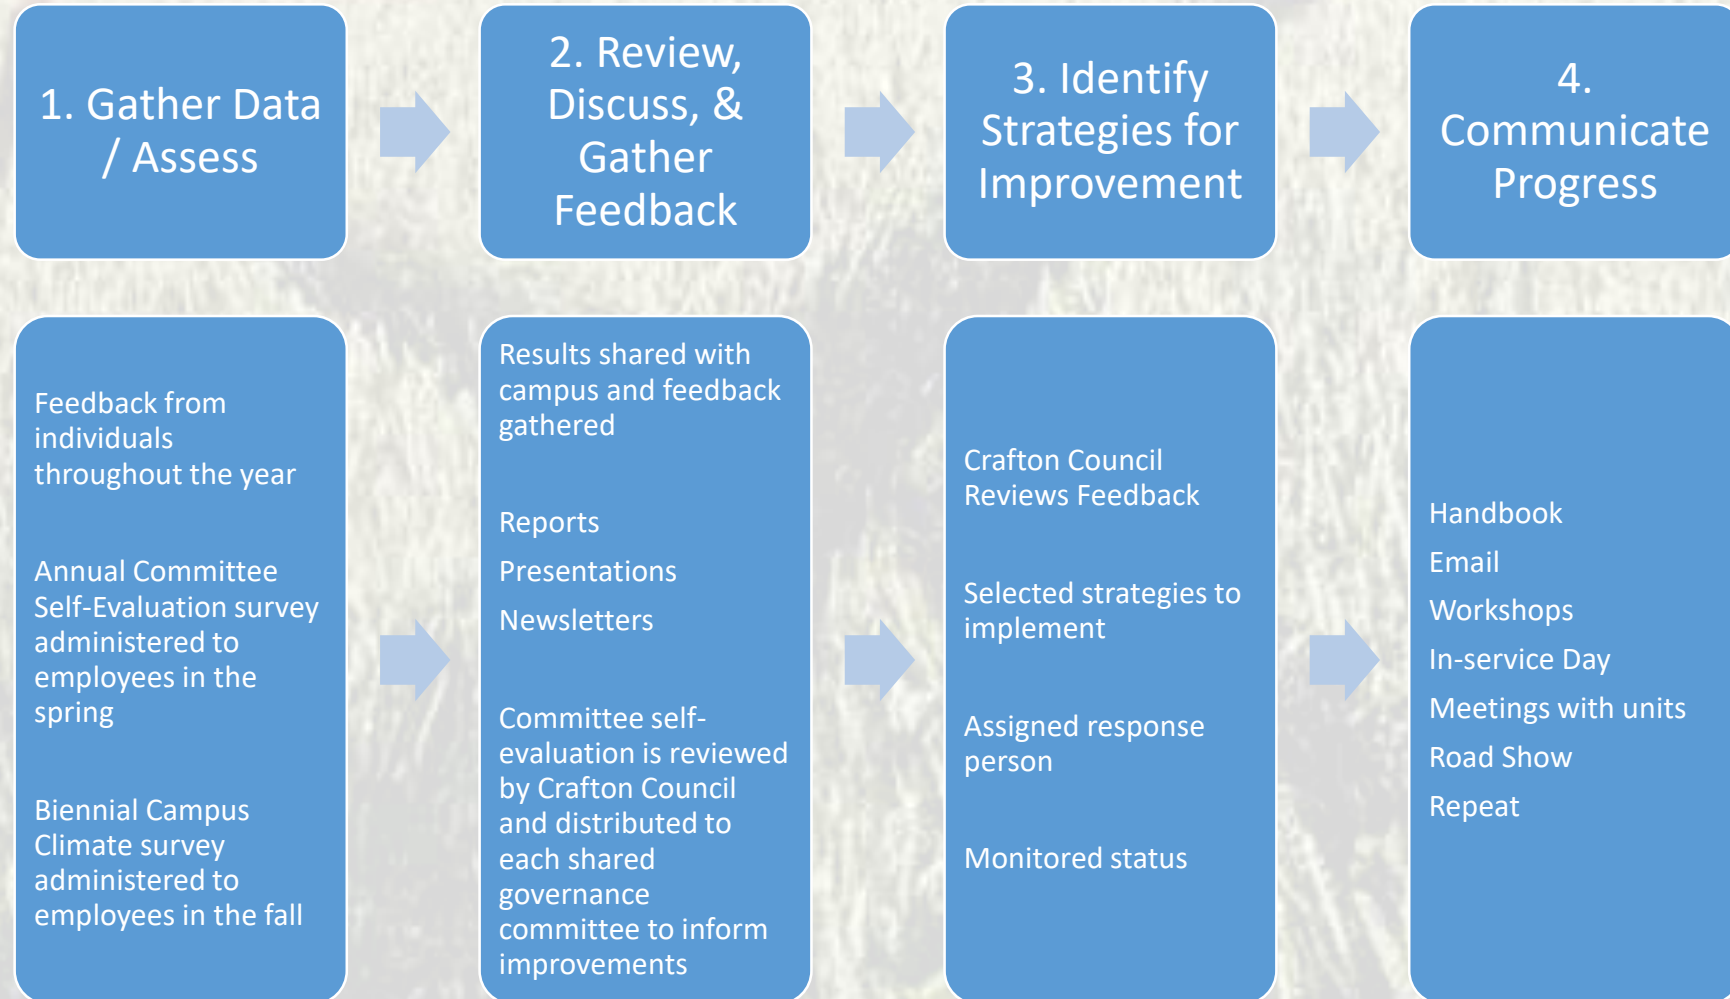 1. Gather Data
/ Assess
2. Review,
Discuss, &
Gather
Feedback
3. Identify
Strategies for
Improvement
4.
Communicate
Progress
Feedback from
individuals
throughout the year
Annual Committee
Self-Evaluation survey
administered to
employees in the
spring
Biennial Campus
Climate survey
administered to
employees in the fall
Results shared with
campus and feedback
gathered
Reports
Presentations
Newsletters
Committee self-
evaluation is reviewed
by Crafton Council
and distributed to
each shared
governance
committee to inform
improvements
Crafton Council
Reviews Feedback
Selected strategies to
implement
Assigned response
person
Monitored status
Handbook
Email
Workshops
In-service Day
Meetings with units
Road Show
Repeat